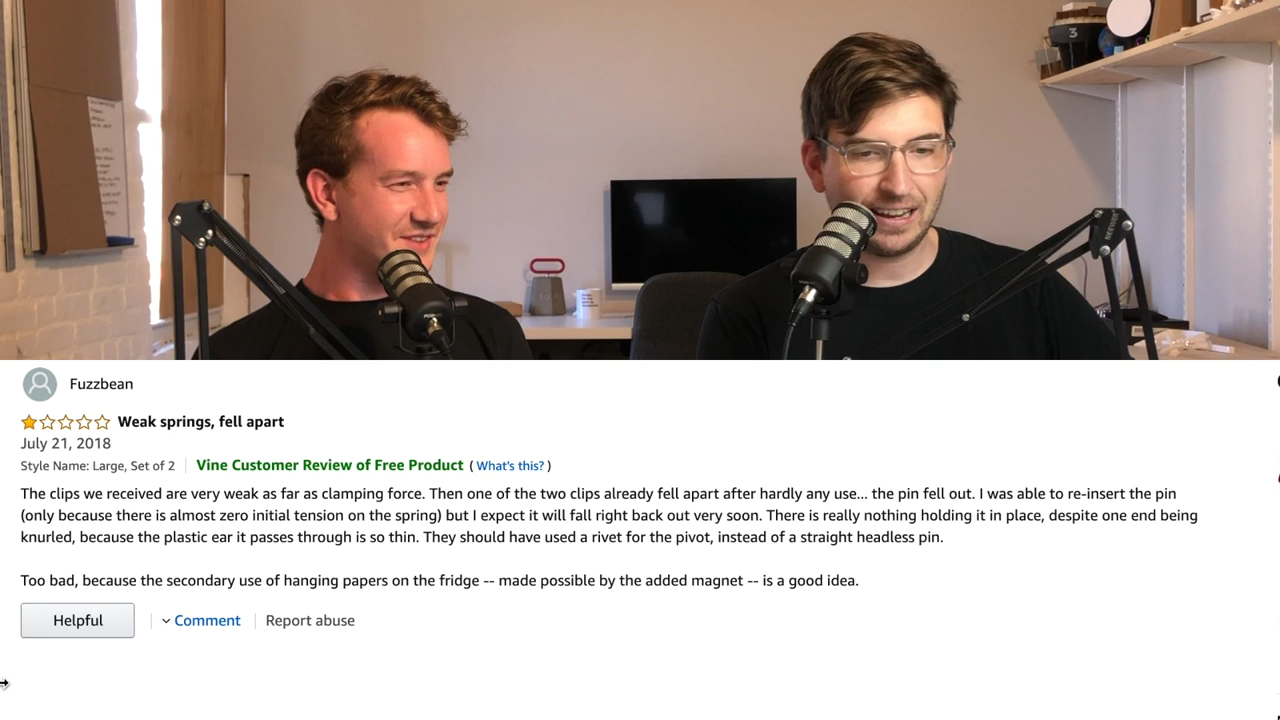 3
Fuzzbean
Weak springs, fell apart
July 21, 2018
Style Name: Large, Set of 2 Vine Customer Review of Free Product ( What's this? )
The clips we received are very weak as far as clamping force. Then one of the two clips already fell apart after hardly any use... the pin fell out. I was able to re-insert the pin
(only because there is almost zero initial tension on the spring) but I expect it will fall right back out very soon. There is really nothing holding it in place, despite one end being
knurled, because the plastic ear it passes through is so thin. They should have used a rivet for the pivot, instead of a straight headless pin.
Too bad, because the secondary use of hanging papers on the fridge -- made possible by the added magnet -- is a good idea.
Helpful Comment Report abuse